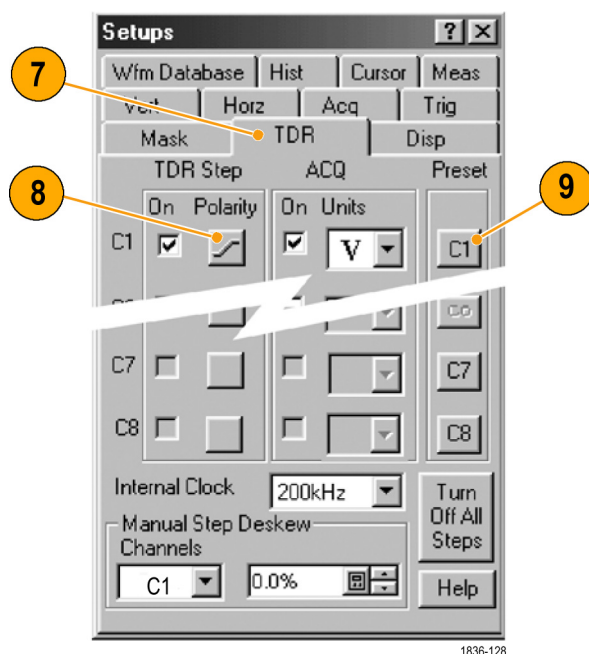 Setups ? ×
Wfm Database Hist Cursor Meas
Vert Horz Acq Trig
Mask TDR Disp
7
TDR Step ACQ Preset
8
9
On Polarity On Units
C1 V C1
C7 C7
C8 C8
Internal Clock 200kHz
Turn Off All Steps
Manual Step Deskew
Channels
C1 0.0%
Help
1836-128